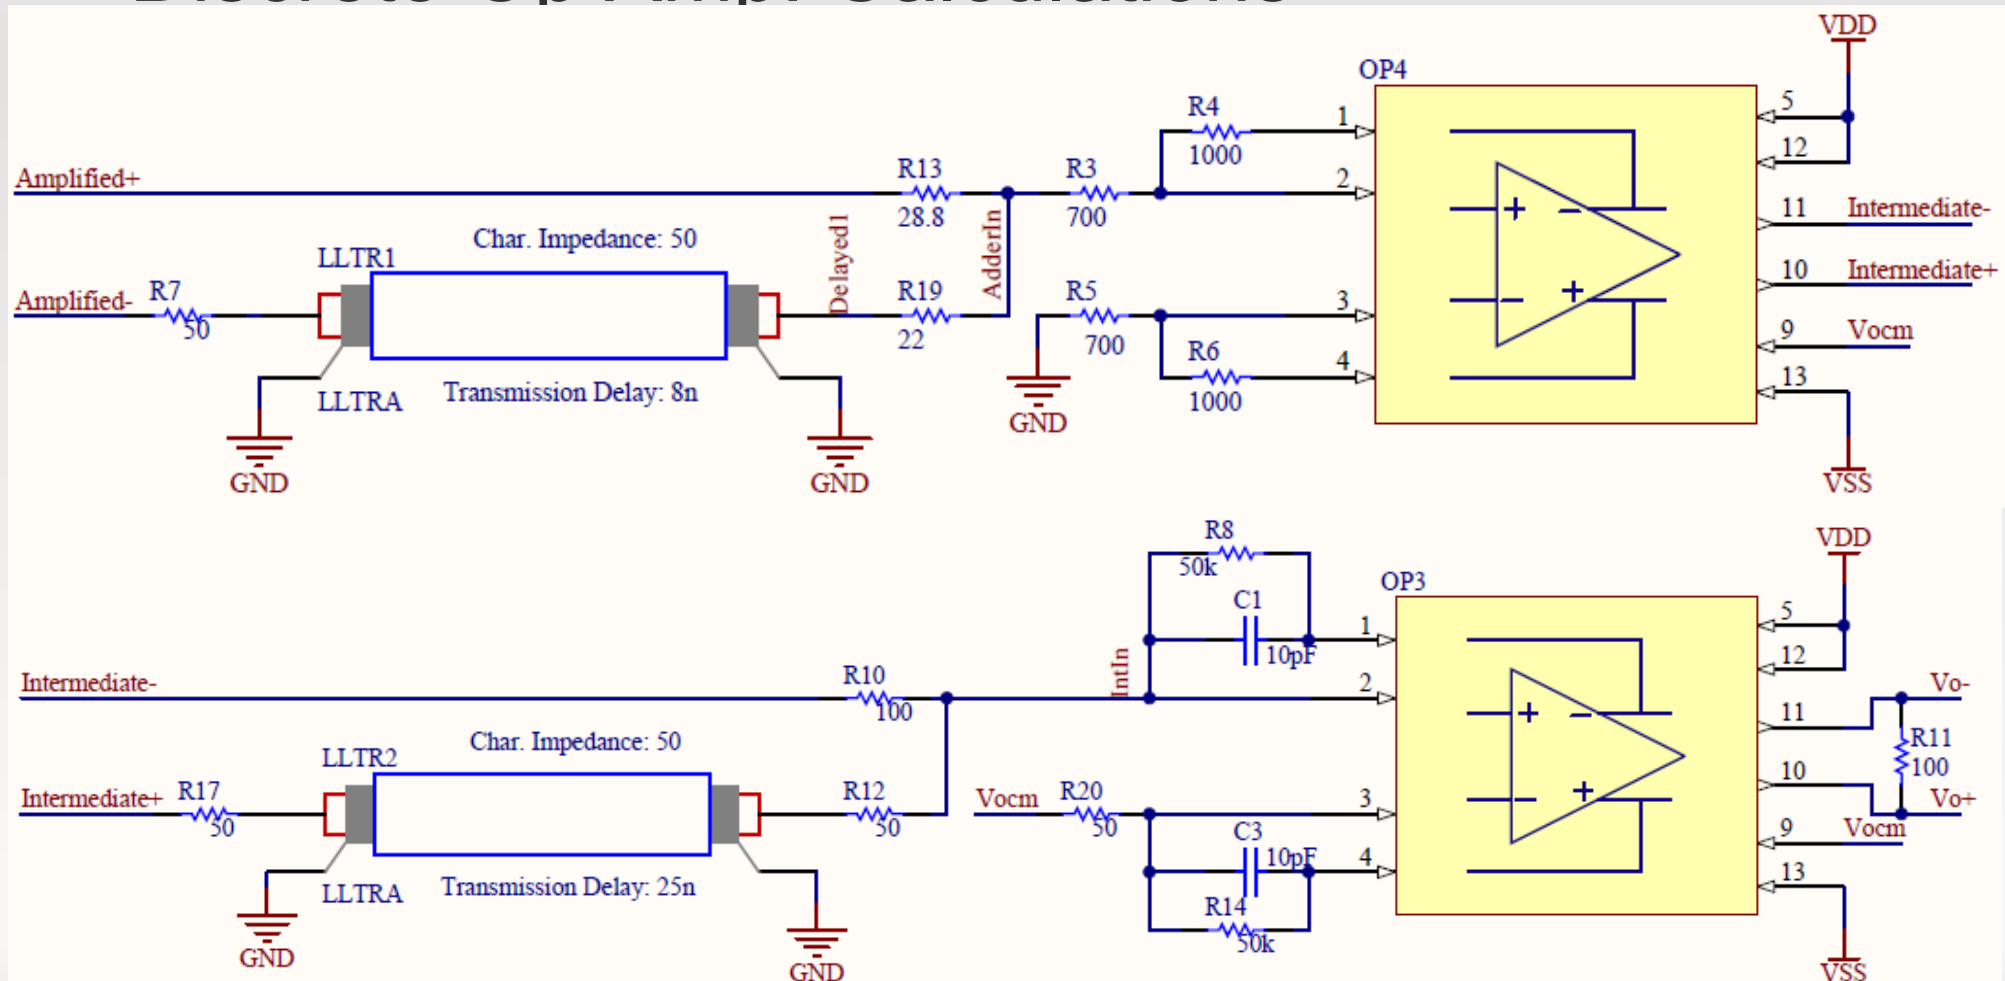 Discrete Op Amp. Calculations
VDD
OP4
R4
1
5
1000
12
Amplified+
R13
R3
2
28.8
700
11
Intermediate-
Char. Impedance: 50
Delayed1
AdderIn
LLTR1
10
Intermediate+
Amplified-
R7
50
R19
22
R5
700
3
9
Vocm
R6
4
13
1000
LLTRA
Transmission Delay: 8n
GND
GND
GND
VSS
R8
50k
VDD
OP3
C1
10pF
1
5
12
Intermediate-
R10
100
IntIn
2
Vo-
11
Char. Impedance: 50
LLTR2
R11
100
10
Intermediate+
R17
50
R12
50
Vocm
R20
50
3
Vo+
9
Vocm
C3
10pF
4
13
LLTRA
Transmission Delay: 25n
R14
50k
GND
GND
VSS